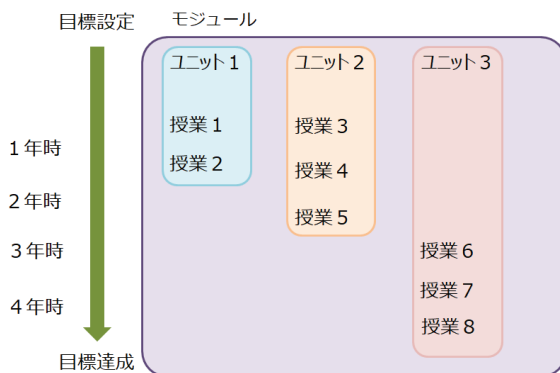 目標設定
モジュール
ユニット1
ユニット2
ユニット3
授業1
授業3
1年時
授業2
授業4
2年時
授業5
3年時
授業6
授業7
4年時
授業8
目標達成